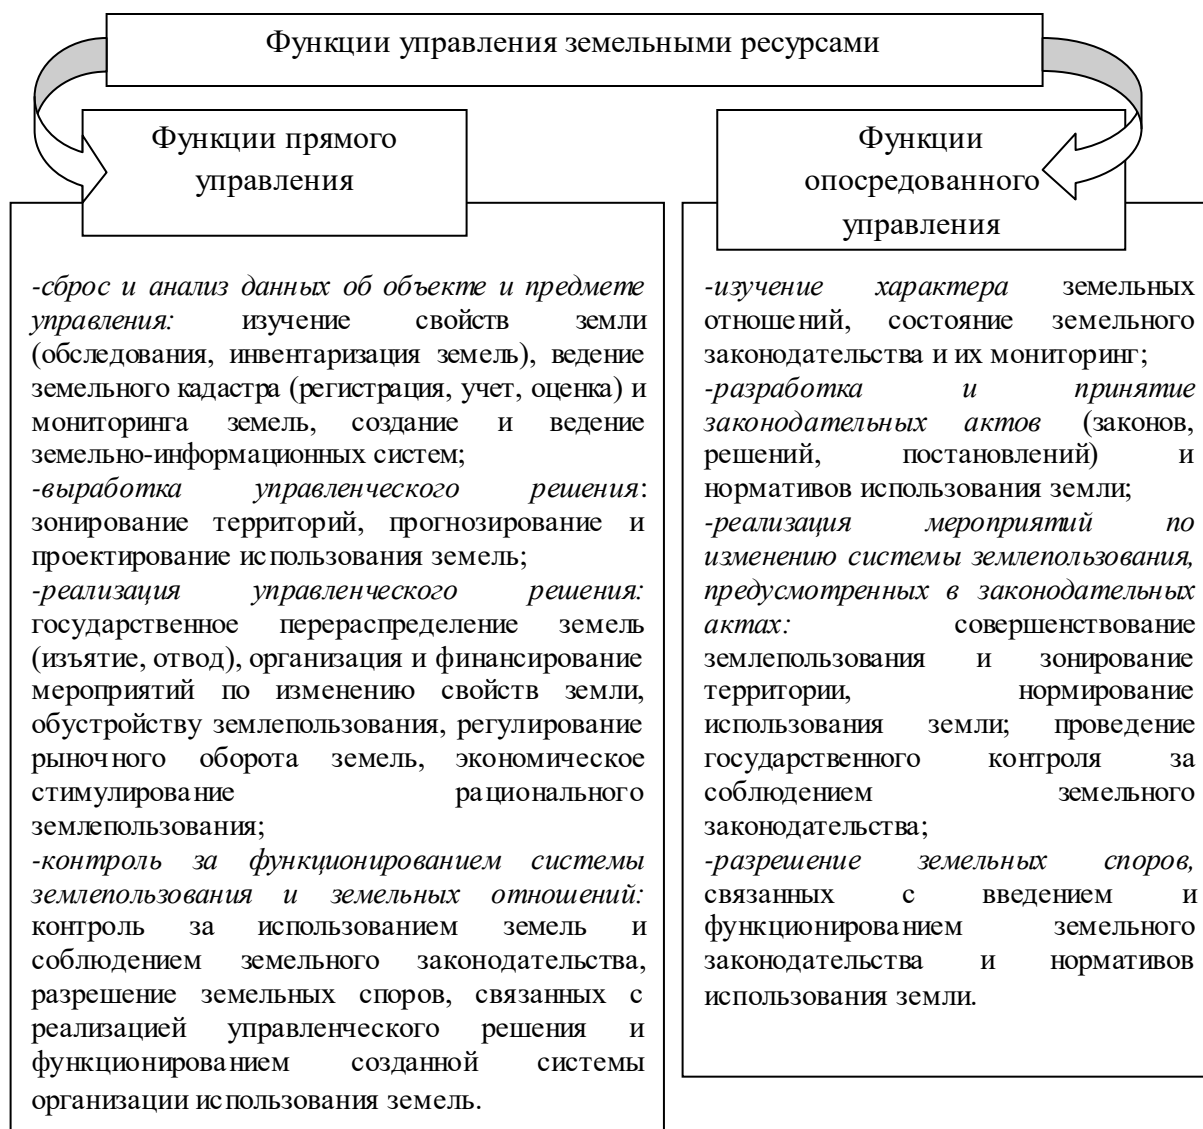 Функции управления земельными ресурсами
Функции прямого
управления
-сброс и анализ данных об объекте и предмете
управления: изучение свойств земли
(обследования, инвентаризация земель), ведение
земельного кадастра (регистрация, учет, оценка) и
мониторинга земель, создание и ведение
земельно-информационных систем;
-выработка управленческого решения:
зонирование территорий, прогнозирование и
проектирование использования земель;
-реализация управленческого решения:
государственное перераспределение земель
(изъятие, отвод), организация и финансирование
мероприятий по изменению свойств земли,
обустройству землепользования, регулирование
рыночного оборота земель, экономическое
стимулирование рационального
землепользования;
-контроль за функционированием системы
землепользования и земельных отношений:
контроль за использованием земель и
соблюдением земельного законодательства,
разрешение земельных споров, связанных с
реализацией управленческого решения и
функционированием созданной системы
организации использования земель.
Функции
опосредованного
управления
-изучение характера земельных
отношений, состояние земельного
законодательства и их мониторинг;
-разработка и принятие
законодательных актов (законов,
решений, постановлений) и
нормативов использования земли;
-реализация мероприятий по
изменению системы землепользования,
предусмотренных в законодательных
актах: совершенствование
землепользования и зонирование
территории, нормирование
использования земли; проведение
государственного контроля за
соблюдением земельного
законодательства;
-разрешение земельных споров,
связанных с введением и
функционированием земельного
законодательства и нормативов
использования земли.